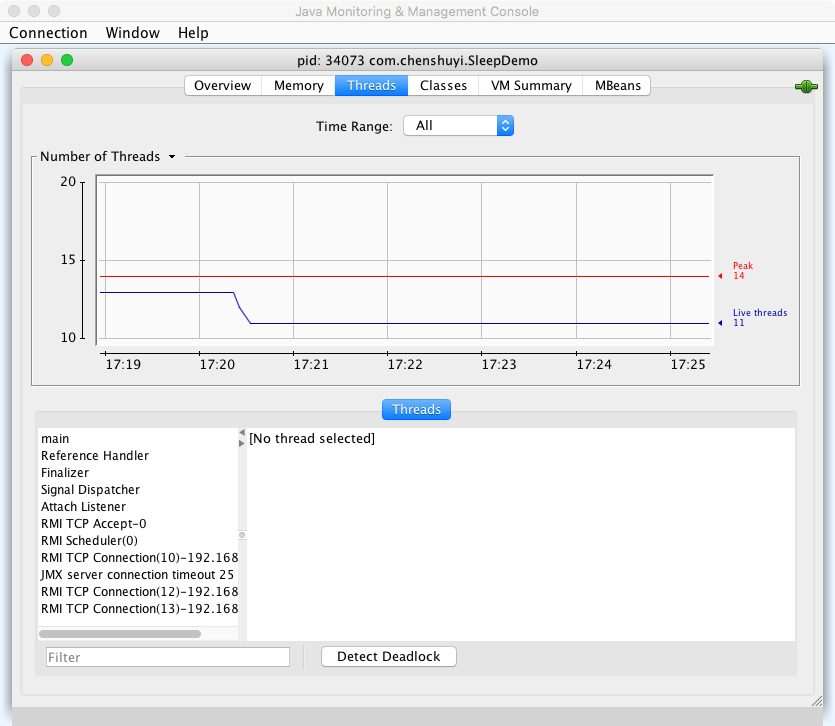 Java Monitoring & Management Console
Connection Window Help
pid: 34073 com.chenshuyi.SleepDemo
Overview Memory Threads Classes VM Summary MBeans
Time Range: All
Number of Threads
20
15
10
Peak
14
Live threads
11
17:19 17:20 17:21 17:22 17:23 17:24 17:25
Threads
main
[No thread selected]
Reference Handler
Finalizer
Signal Dispatcher
Attach Listener
RMI TCP Accept-0
RMI Scheduler(0)
RMI TCP Connection(10)-192.168
JMX server connection timeout 25
RMI TCP Connection(12)-192.168
RMI TCP Connection(13)-192.168
Filter
Detect Deadlock